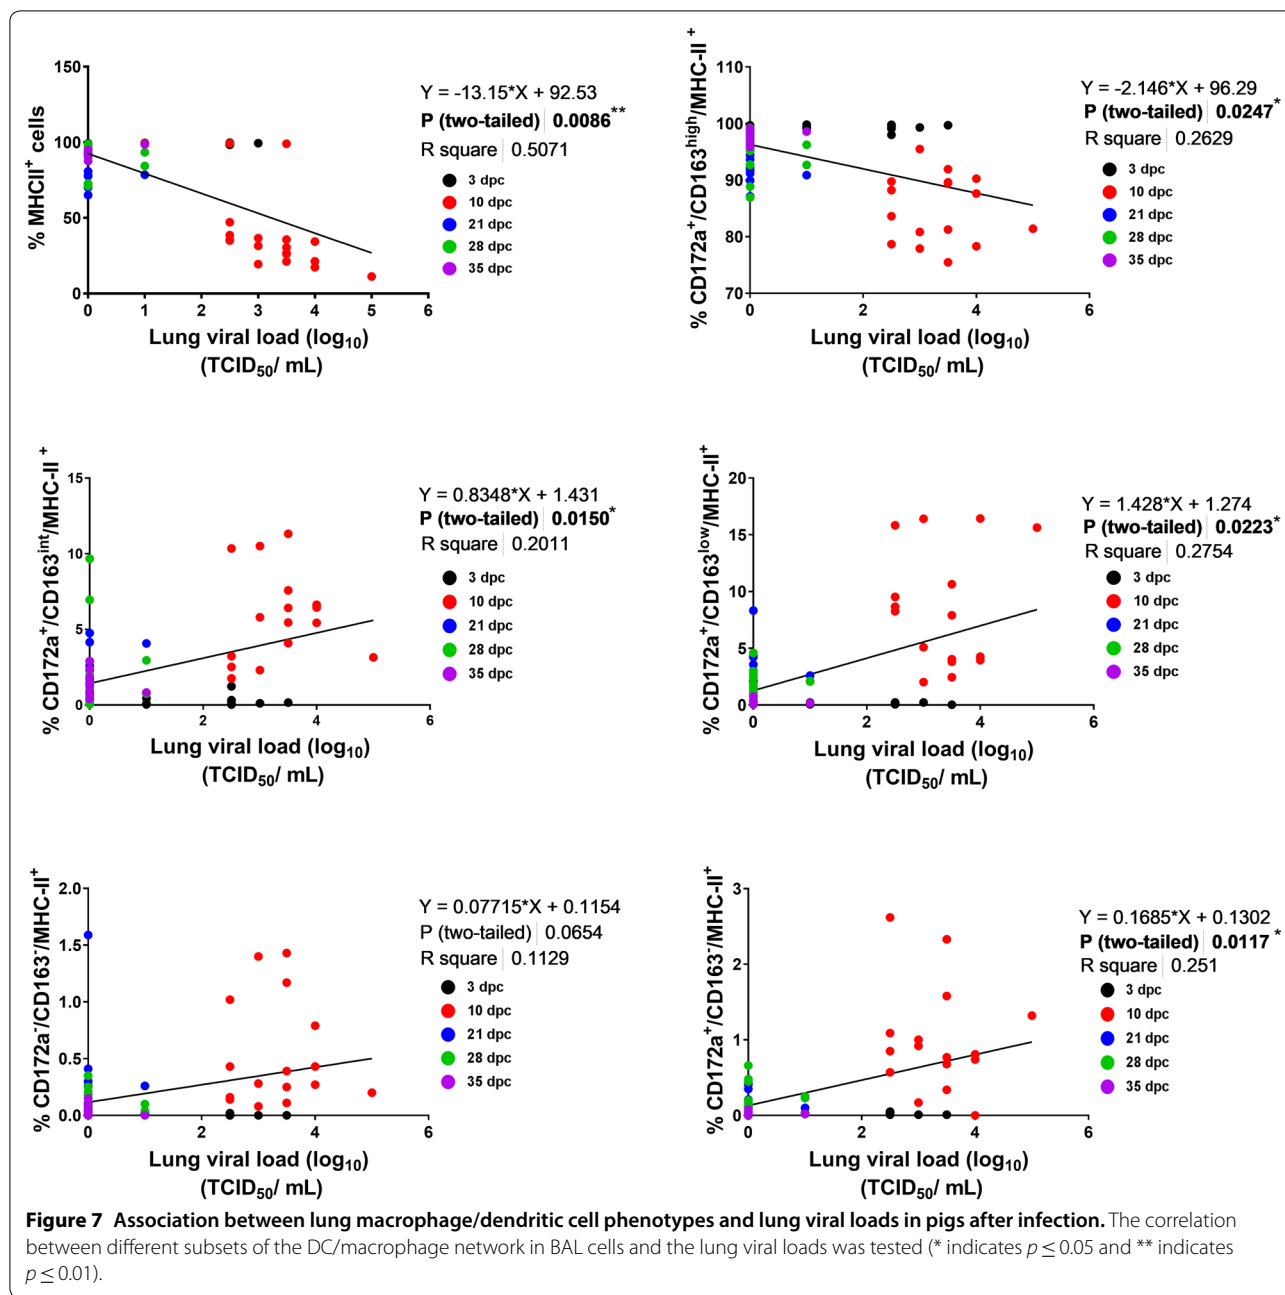 150
100
50
0
% MHCII⁺ cells
0 1 2 3 4 5 6
Lung viral load (log₁₀)
(TCID₅₀/ mL)
Y = -13.15*X + 92.53
P (two-tailed) 0.0086**
R square 0.5071
3 dpc
10 dpc
21 dpc
28 dpc
35 dpc
110
100
90
80
70
% CD172a⁺/CD163ʰⁱᵍʰ/MHC-II⁺
0 2 4 6
Lung viral load (log₁₀)
(TCID₅₀/ mL)
Y = -2.146*X + 96.29
P (two-tailed) 0.0247*
R square 0.2629
3 dpc
10 dpc
21 dpc
28 dpc
35 dpc
15
10
5
0
% CD172a⁺/CD163ⁱⁿᵗ/MHC-II⁺
0 2 4 6
Lung viral load (log₁₀)
(TCID₅₀/ mL)
Y = 0.8348*X + 1.431
P (two-tailed) 0.0150*
R square 0.2011
3 dpc
10 dpc
21 dpc
28 dpc
35 dpc
20
15
10
5
0
% CD172a⁺/CD163ˡᵒʷ/MHC-II⁺
0 2 4 6
Lung viral load (log₁₀)
(TCID₅₀/ mL)
Y = 1.428*X + 1.274
P (two-tailed) 0.0223*
R square 0.2754
3 dpc
10 dpc
21 dpc
28 dpc
35 dpc
2.0
1.5
1.0
0.5
0.0
% CD172a⁻/CD163⁻/MHC-II⁺
0 2 4 6
Lung viral load (log₁₀)
(TCID₅₀/ mL)
Y = 0.07715*X + 0.1154
P (two-tailed) 0.0654
R square 0.1129
3 dpc
10 dpc
21 dpc
28 dpc
35 dpc
3
2
1
0
% CD172a⁺/CD163⁻/MHC-II⁺
0 2 4 6
Lung viral load (log₁₀)
(TCID₅₀/ mL)
Y = 0.1685*X + 0.1302
P (two-tailed) 0.0117 *
R square 0.251
3 dpc
10 dpc
21 dpc
28 dpc
35 dpc
Figure 7 Association between lung macrophage/dendritic cell phenotypes and lung viral loads in pigs after infection. The correlation
between different subsets of the DC/macrophage network in BAL cells and the lung viral loads was tested (* indicates p ≤ 0.05 and ** indicates
p ≤ 0.01).